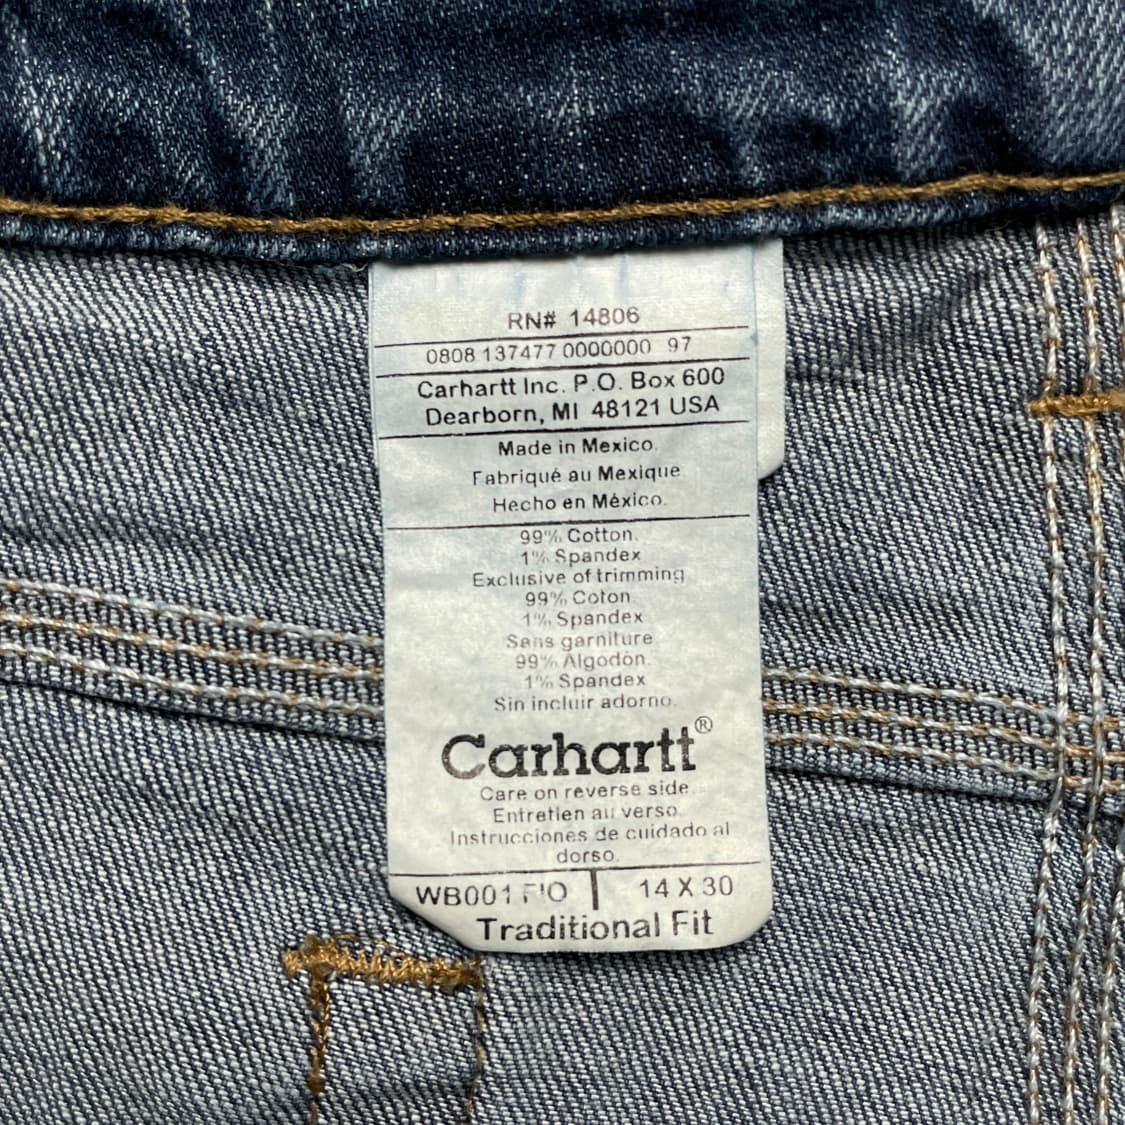 RN# 14806
0808 137477 0000000 97
Carhartt Inc. P.O. Box 600
Dearborn, MI 48121 USA
Made in Mexico.
Fabriqué au Mexique
Hecho en México.
99% Cotton.
1% Spandex
Exclusive of trimming
99% Coton
1% Spandex
Sans garniture
99% Algodón.
1% Spandex
Sin incluir adorno.
Carhartt®
Care on reverse side.
Entretien au verso
Instrucciones de cuidado al
dorso.
WB001 14 X 30
Traditional Fit